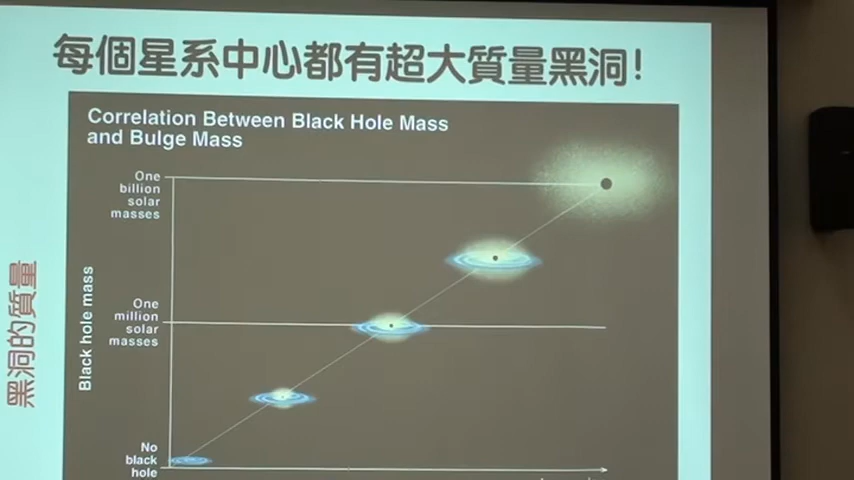 每個星系中心都有超大質量黑洞!
Correlation Between Black Hole Mass
and Bulge Mass
One
billion
solar
masses
One
million
solar
masses
No
black
hole
Black hole mass
黑洞的質量